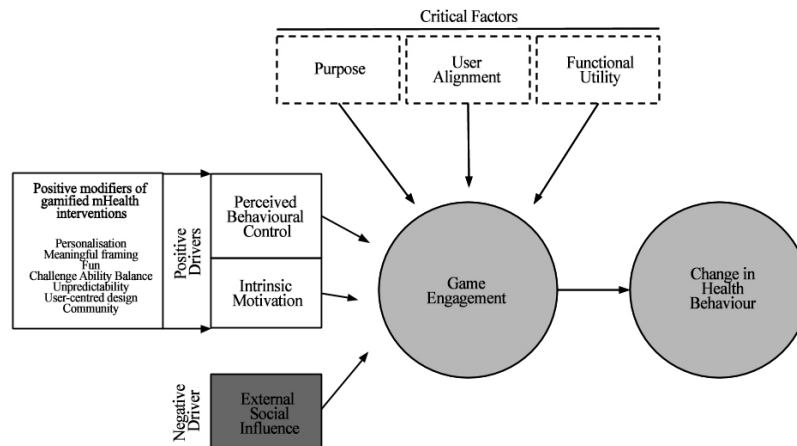 Critical Factors
Purpose
User
Alignment
Functional
Utility
Positive modifiers of
gamified mHealth
interventions
Personalisation
Meaningful framing
Fun
Challenge Ability Balance
Unpredictability
User-centred design
Community
Positive
Drivers
Perceived
Behavioural
Control
Intrinsic
Motivation
Negative
Driver
External
Social
Influence
Game
Engagement
Change in
Health
Behaviour